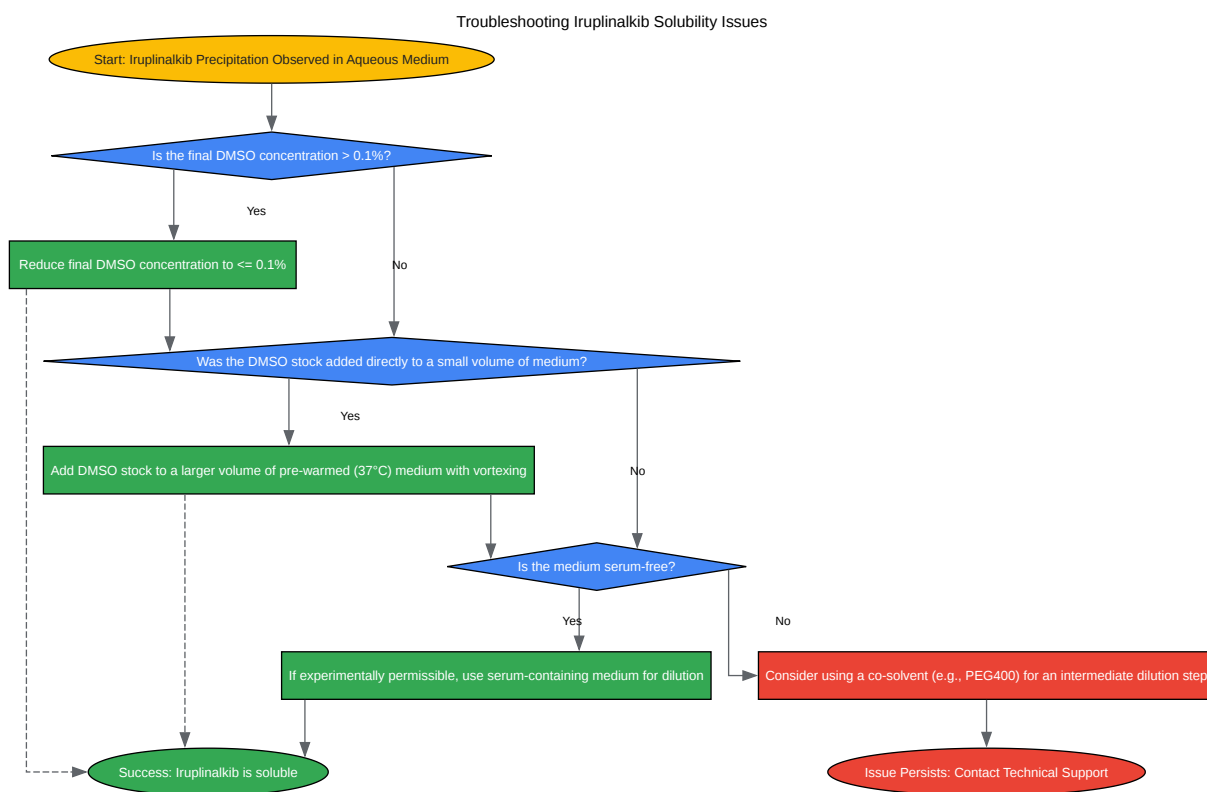 Troubleshooting Iruplinalkib Solubility Issues
Start: Iruplinalkib Precipitation Observed in Aqueous Medium
Is the final DMSO concentration > 0.1%?
Yes
Reduce final DMSO concentration to <= 0.1%
No
Was the DMSO stock added directly to a small volume of medium?
Yes
Add DMSO stock to a larger volume of pre-warmed (37°C) medium with vortexing
No
Is the medium serum-free?
Yes
No
If experimentally permissible, use serum-containing medium for dilution
Consider using a co-solvent (e.g., PEG400) for an intermediate dilution step
Success: Iruplinalkib is soluble
Issue Persists: Contact Technical Support